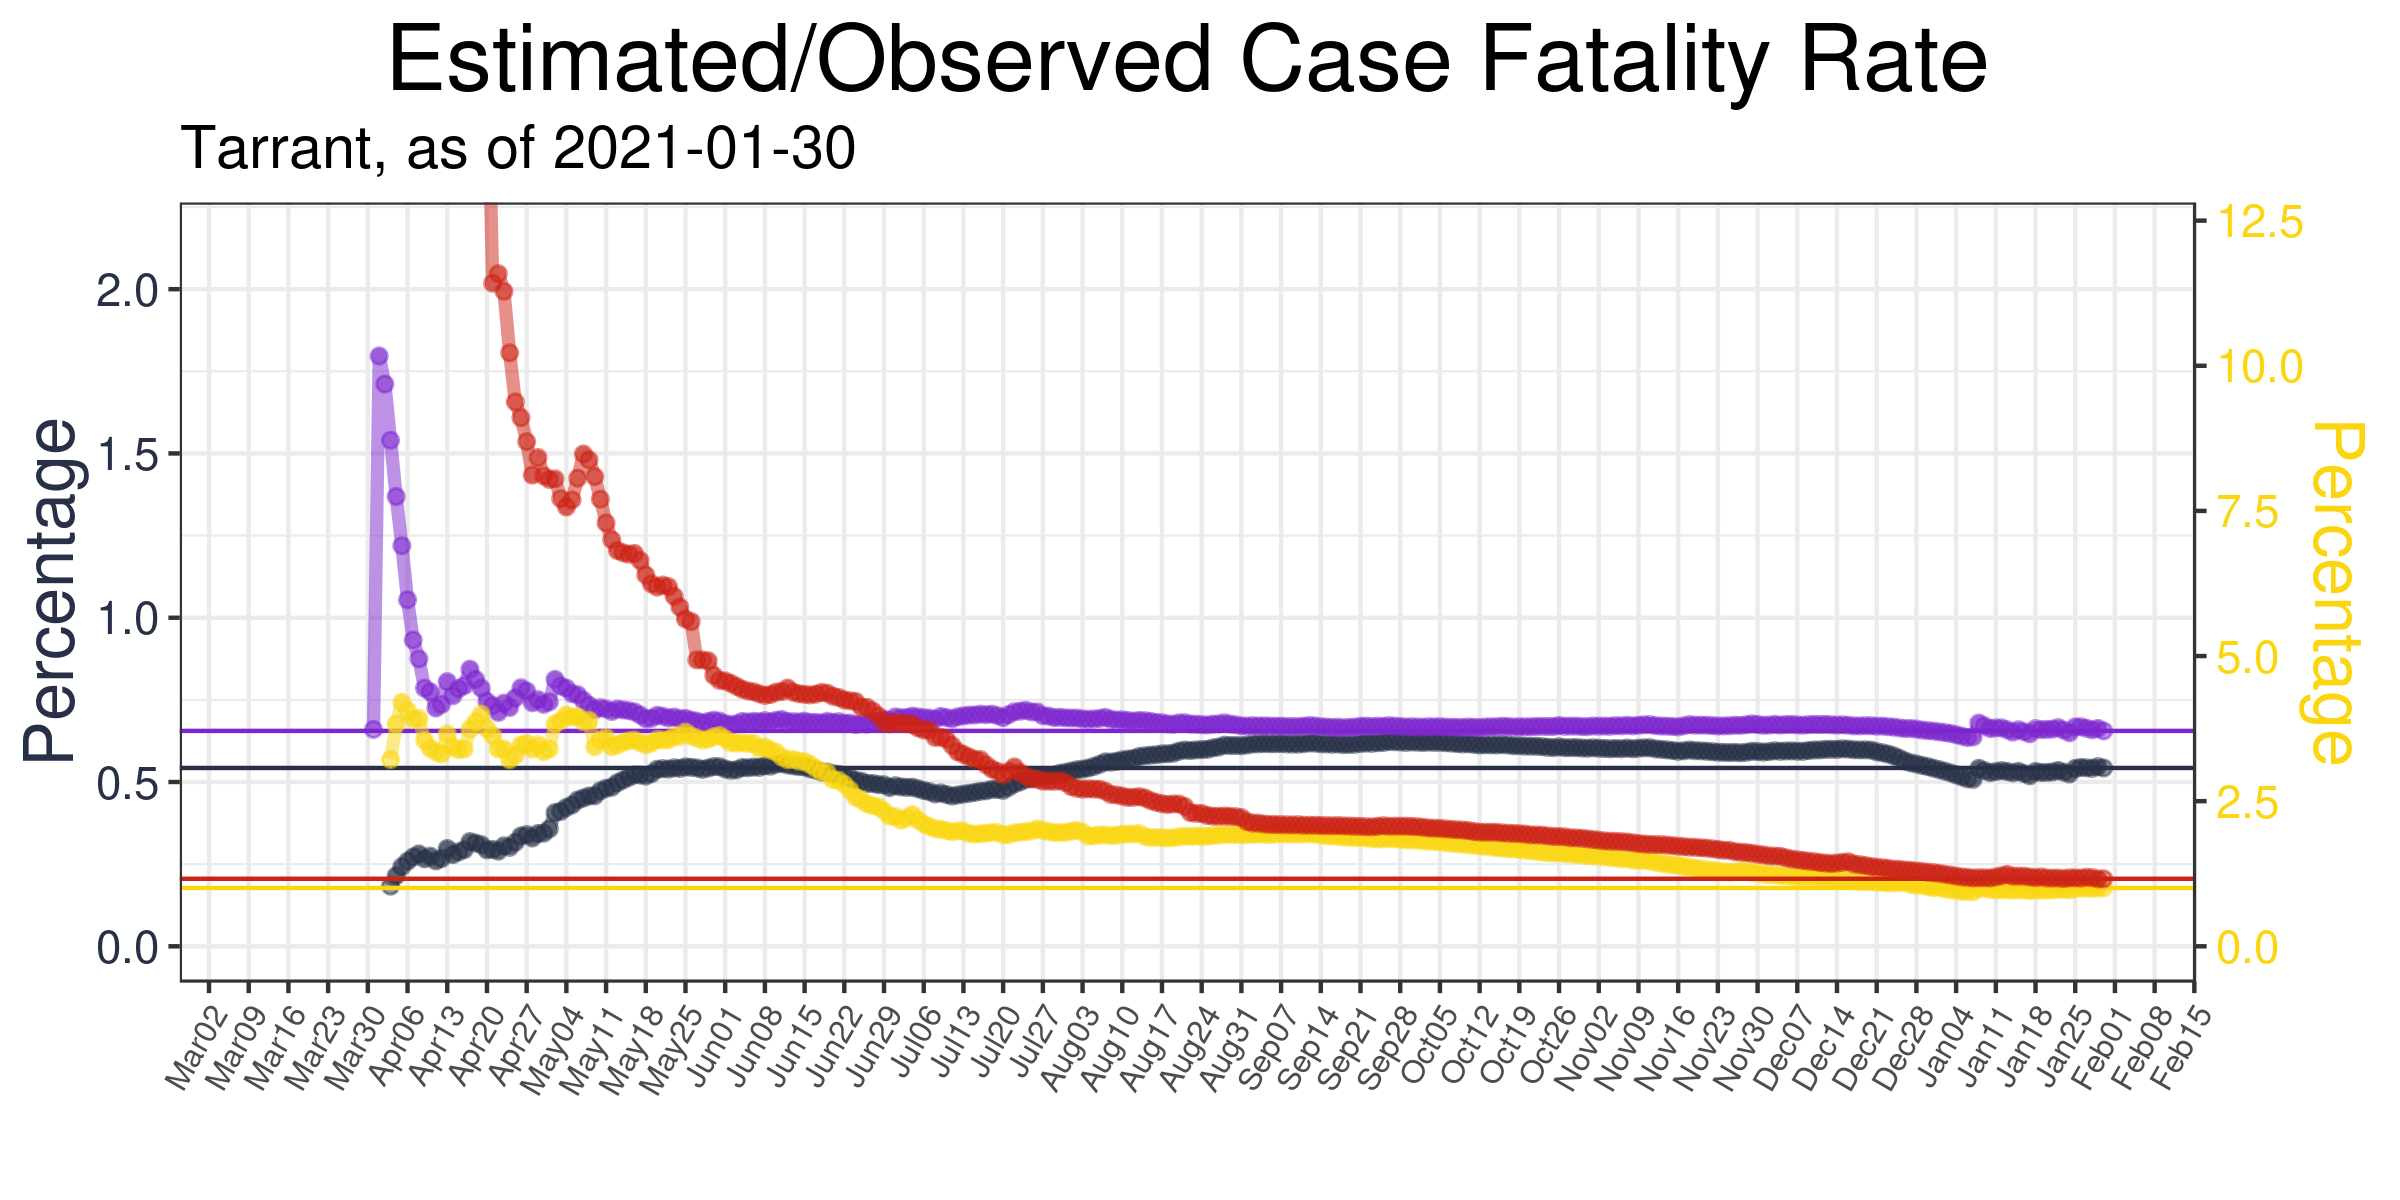 Estimated/Observed Case Fatality Rate
Tarrant, as of 2021-01-30
Percentage
2.0
1.5
1.0
0.5
0.0
12.5
10.0
7.5
5.0
2.5
0.0
Percentage
Mar02
Mar09
Mar16
Mar23
Mar30
Apr06
Apr13
Apr20
Apr27
May04
May11
May18
May25
Jun01
Jun08
Jun15
Jun22
Jun29
Jul06
Jul13
Jul20
Jul27
Aug03
Aug10
Aug17
Aug24
Aug31
Sep07
Sep14
Sep21
Sep28
Oct05
Oct12
Oct19
Oct26
Nov02
Nov09
Nov16
Nov23
Nov30
Nov07
Dec14
Dec14
Dec21
Dec28
Jan04
Jan11
Jan18
Jan25
Feb01
Feb08
Feb15